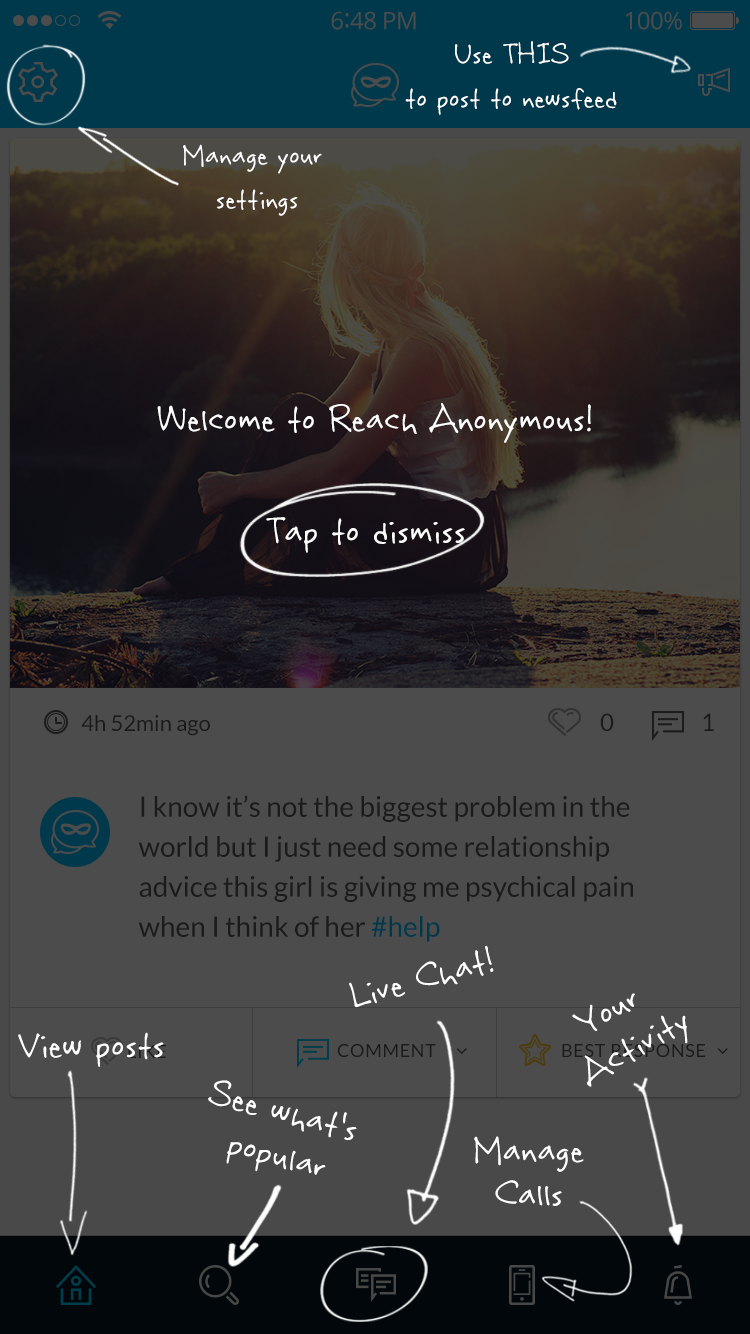 6:48 PM
100%
Use THIS
to post to newsfeed
Manage your
settings
Welcome to Reach Anonymous!
Tap to dismiss
4h 52min ago
0
1
I know it's not the biggest problem in the
world but I just need some relationship
advice this girl is giving me psychical pain
when I think of her #help
Live Chat!
Your
Activity
View posts
COMMENT
BEST RESPONSE
See what's
popular
Manage
Calls